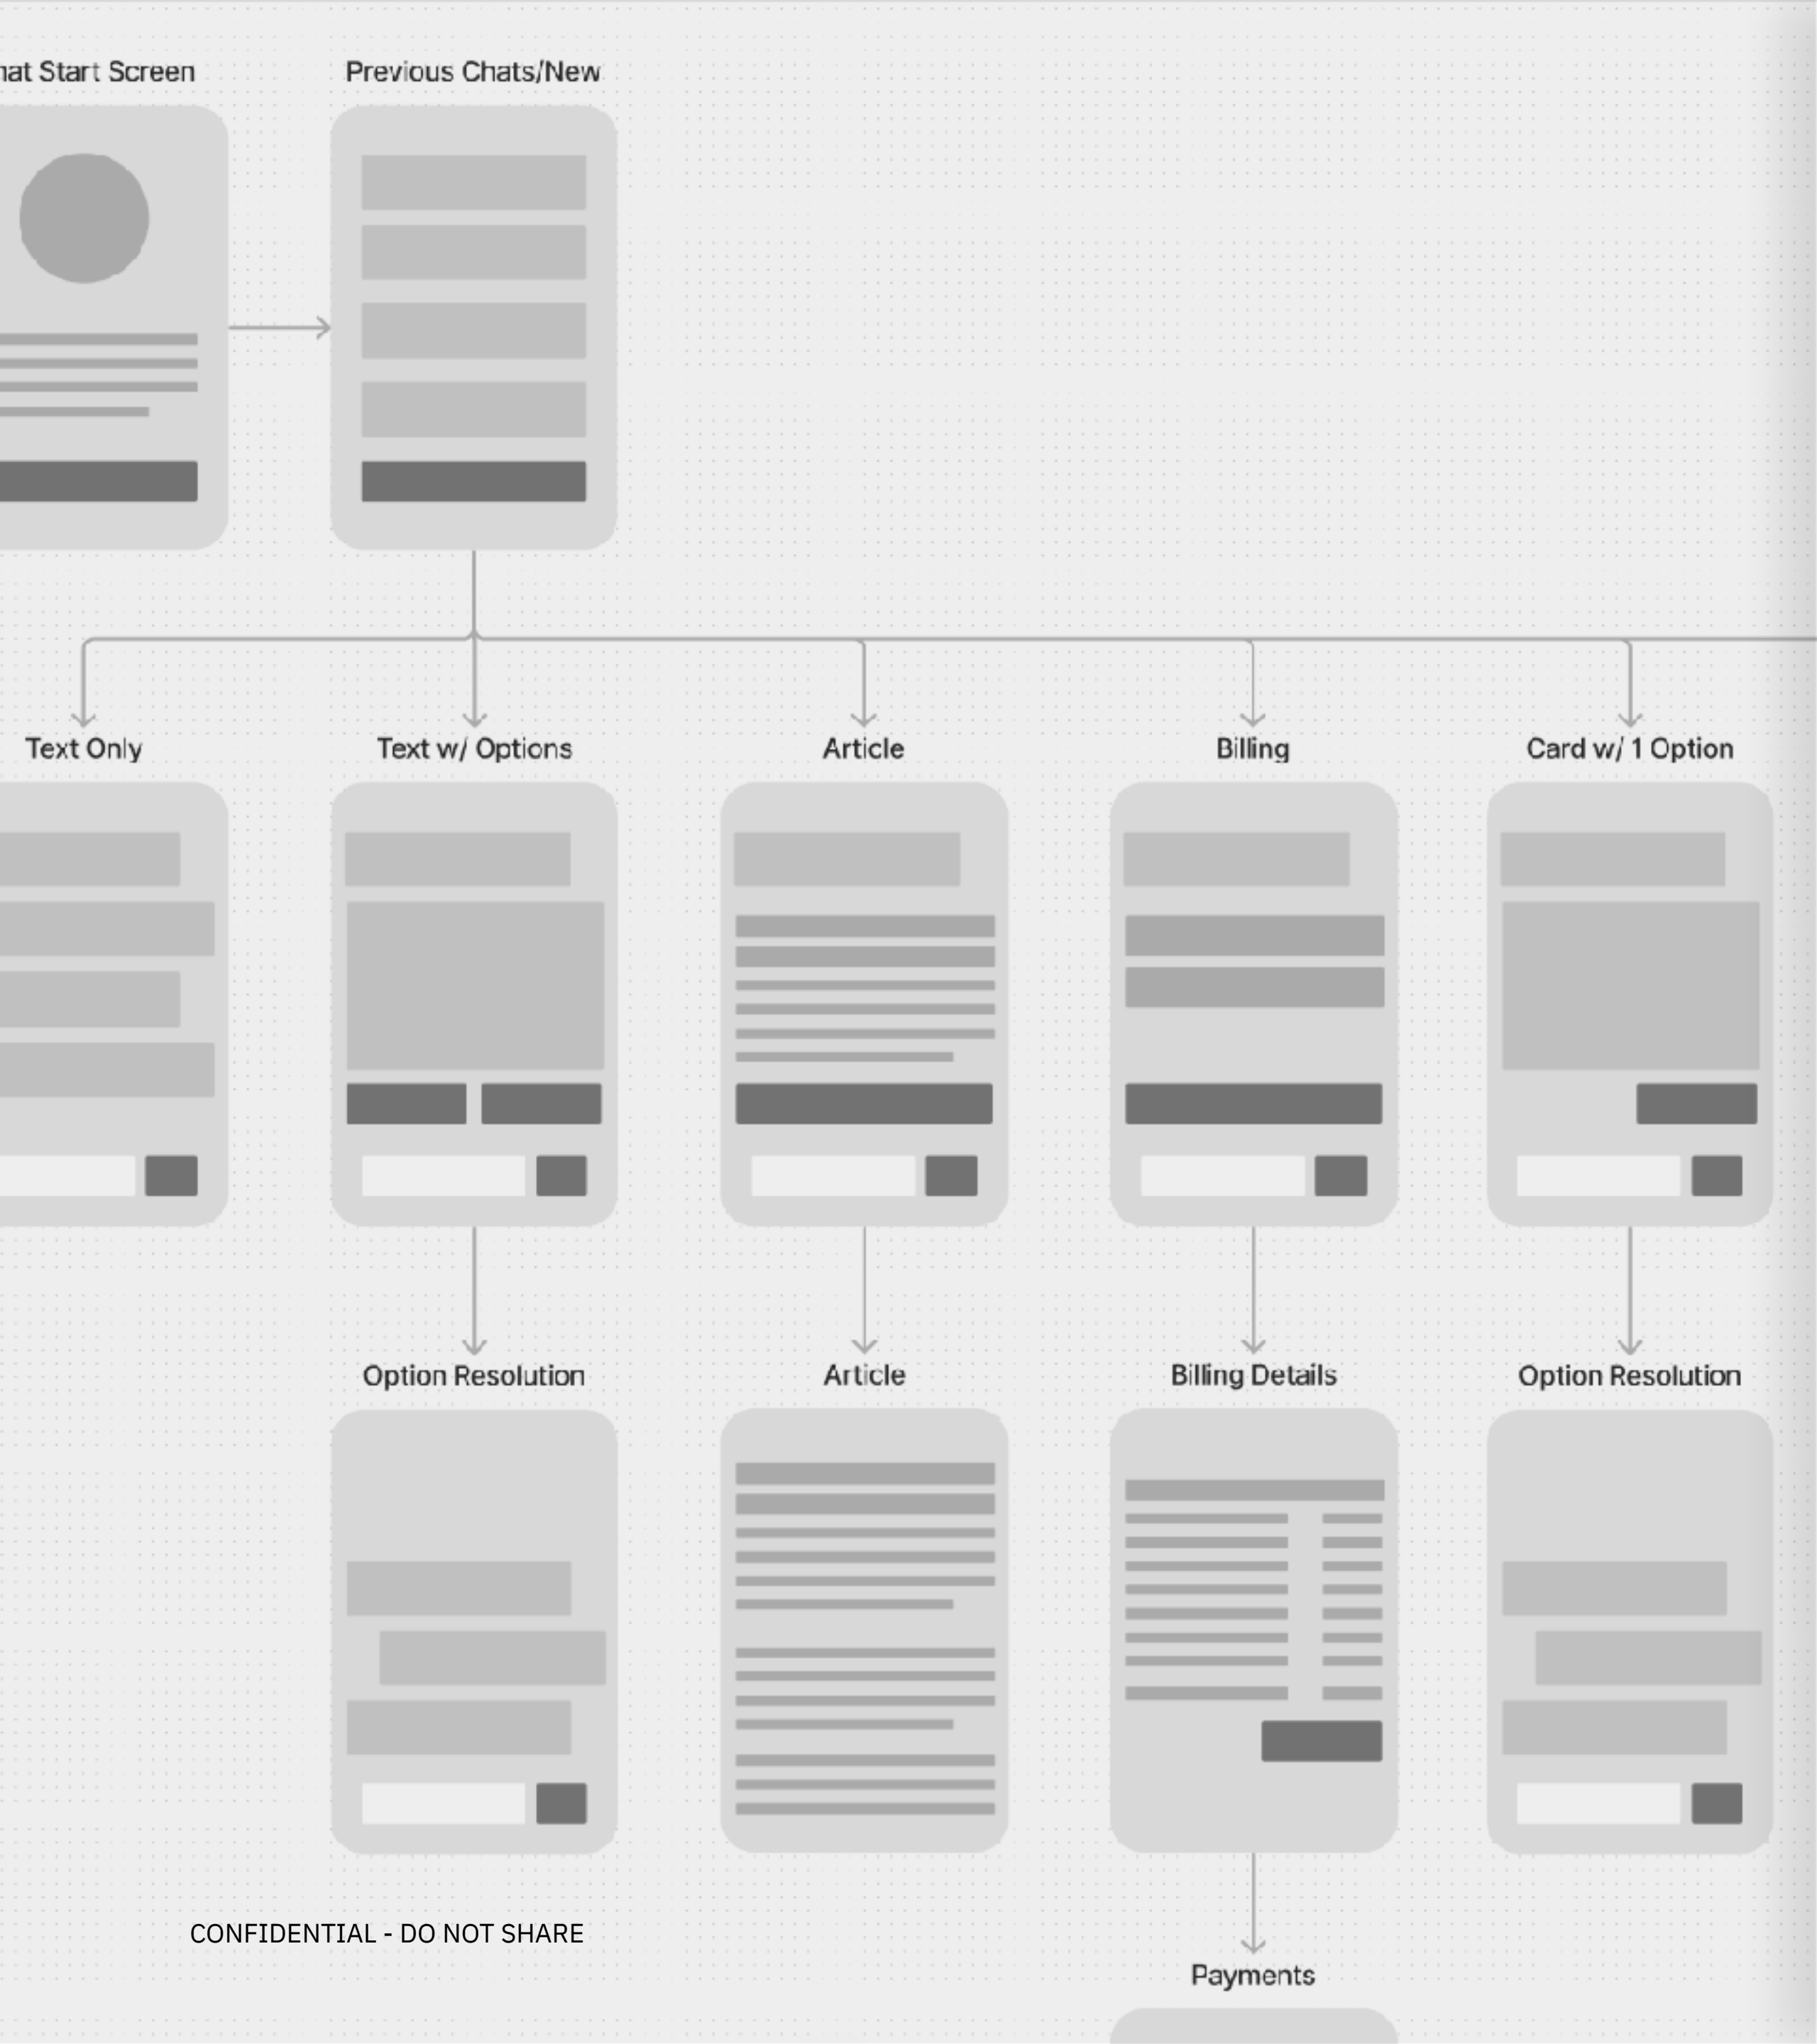 hat Start Screen
Previous Chats/New
Text Only
Text w/ Options
Article
Billing
Card w/ 1 Option
Option Resolution
Article
Billing Details
Option Resolution
CONFIDENTIAL - DO NOT SHARE
Payments